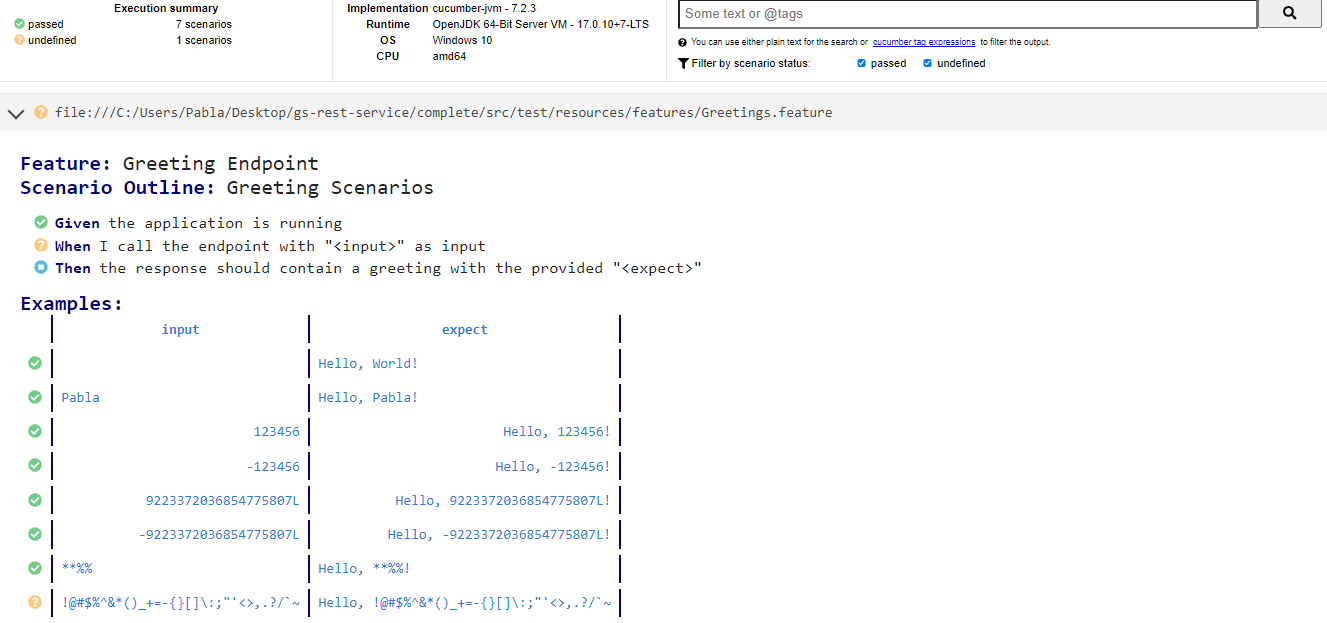 Execution summary
passed 7 scenarios
undefined 1 scenarios
Implementation cucumber-jvm - 7.2.3
Runtime OpenJDK 64-Bit Server VM - 17.0.10+7-LTS
OS Windows 10
CPU amd64
Some text or @tags
You can use either plain text for the search or cucumber tag expressions to filter the output.
Filter by scenario status: passed undefined
file:///C:/Users/Pabla/Desktop/gs-rest-service/complete/src/test/resources/features/Greetings.feature
Feature: Greeting Endpoint
Scenario Outline: Greeting Scenarios
Given the application is running
When I call the endpoint with "<input>" as input
Then the response should contain a greeting with the provided "<expect>"
Examples:
input expect
Hello, World!
Pabla Hello, Pabla!
123456 Hello, 123456!
-123456 Hello, -123456!
9223372036854775807L Hello, 9223372036854775807L!
-9223372036854775807L Hello, -9223372036854775807L!
**%% Hello, **%%!
!@#$%^&*()_+=-{}[]\:;"'<>,.?/`~ Hello, !@#$%^&*()_+=-{}[]\:;"'<>,.?/`~